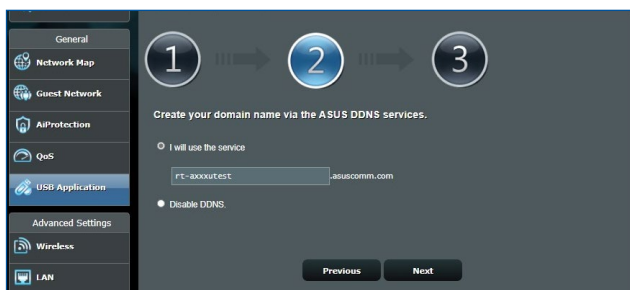 General
Network Map
Guest Network
AiProtection
QoS
USB Application
Advanced Settings
Wireless
LAN
1
2
3
Create your domain name via the ASUS DDNS services.
I will use the service
rt-axxxutest .asuscomm.com
Disable DDNS.
Previous Next